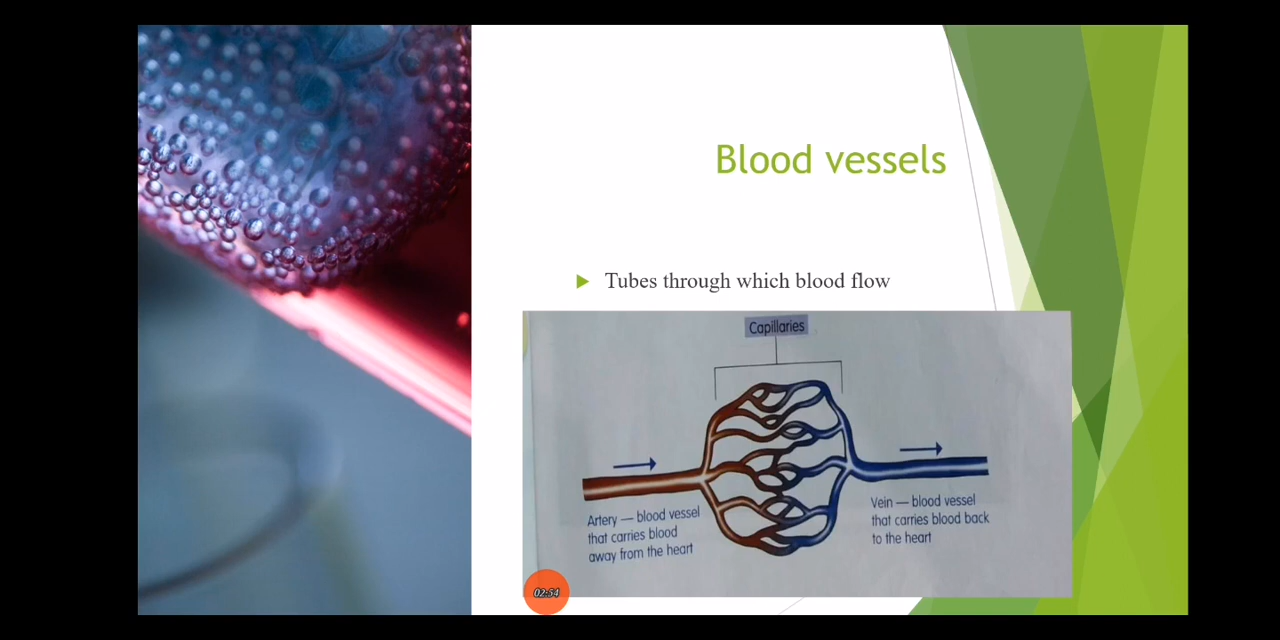 Blood vessels
Tubes through which blood flow
Capillaries
Artery — blood vessel
that carries blood
away from the heart
Vein — blood vessel
that carries blood back
to the heart
02:54